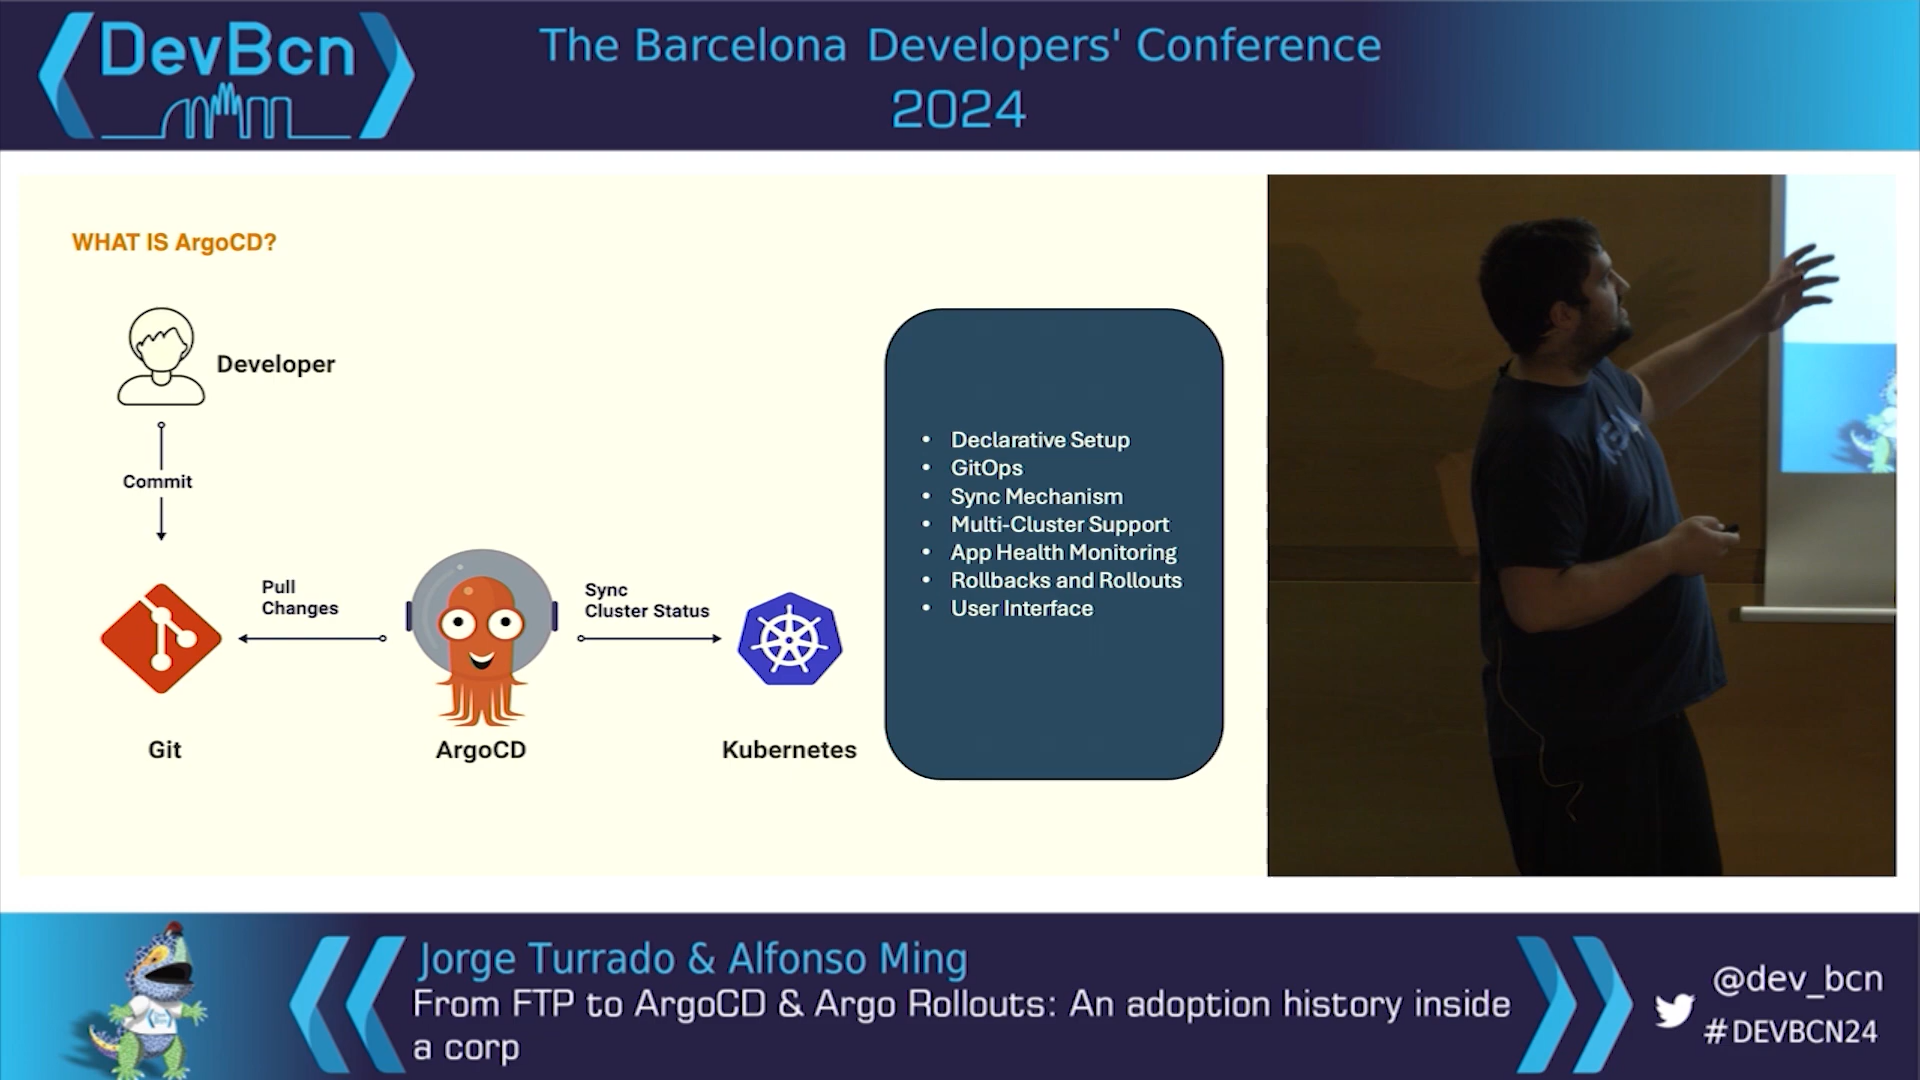 DevBcn
The Barcelona Developers' Conference
2024
WHAT IS ArgoCD?
Developer
Commit
Pull
Changes
Sync
Cluster Status
Git
ArgoCD
Kubernetes
• Declarative Setup
• GitOps
• Sync Mechanism
• Multi-Cluster Support
• App Health Monitoring
• Rollbacks and Rollouts
• User Interface
Jorge Turrado & Alfonso Ming
From FTP to ArgoCD & Argo Rollouts: An adoption history inside
a corp
@dev_bcn
#DEVBCN24